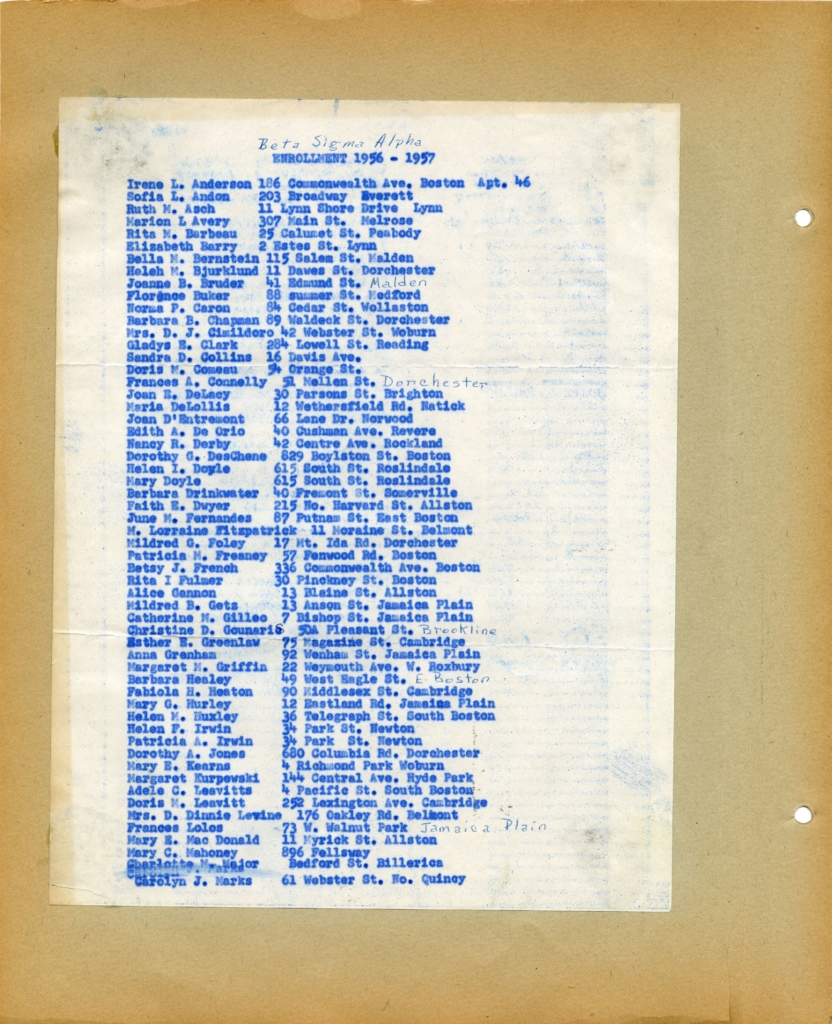 Beta Sigma Alpha
ENROLLMENT 1956 - 1957
Irene L. Anderson 186 Commonwealth Ave. Boston Apt. 46
Sofia L. Andon 203 Broadway Everett
Ruth M. Asch 11 Lynn Shore Drive Lynn
Marion L Avery 307 Main St. Melrose
Rita M. Barbeau 25 Calumet St. Peabody
Elizabeth Barry 2 Estes St. Lynn
Bella M. Bernstein 115 Salem St. Malden
Heleh M. Bjurklund 11 Dawes St. Dorchester
Joanne B. Bruder 41 Edmund St. Malden
Florence Buker 88 summer St. Medford
Norma P. Caron 84 Cedar St. Wollaston
Barbara B. Chapman 89 Waldeck St. Dorchester
Mrs. D. J. Cimildoro 42 Webster St. Woburn
Gladys E. Clark 284 Lowell St. Reading
Sandra D. Collins 16 Davis Ave.
Doris M. Comeau 54 Orange St.
Frances A. Connelly 51 Mellen St. Dorchester
Joan E. DeLacy 30 Parsons St. Brighton
Maria DeLollis 12 Wethersfield Rd. Natick
Joan D'Entremont 66 Lane Dr. Norwood
Edith A. De Orio 40 Cushman Ave. Revere
Nancy R. Derby 42 Centre Ave. Rockland
Dorothy G. DesChene 829 Boylston St. Boston
Helen I. Doyle 615 South St. Roslindale
Mary Doyle 615 South St. Roslindale
Barbara Drinkwater 40 Fremont St. Somerville
Faith E. Dwyer 215 No. Harvard St. Allston
June M. Fernandes 87 Putnam St. East Boston
M. Lorraine Fitzpatrick 11 Moraine St. Belmont
Mildred G. Foley 17 Mt. Ida Rd. Dorchester
Patricia M. Freaney 57 Fenwood Rd. Boston
Betsy J. French 336 Commonwealth Ave. Boston
Rita I Fulmer 30 Pinckney St. Boston
Alice Gannon 13 Blaine St. Allston
Mildred B. Getz 13 Anson St. Jamaica Plain
Catherine M. Gilleo 7 Bishop St. Jamaica Plain
Christine D. Gounaris 50A Pleasant St. Brookline
Esther E. Greenlaw 75 Magazine St. Cambridge
Anna Grenham 92 Wenham St. Jamaica Plain
Margaret M. Griffin 22 Weymouth Ave. W. Roxbury
Barbara Healey 49 West Eagle St. E. Boston
Fabiola H. Heaton 90 Middlesex St. Cambridge
Mary G. Hurley 12 Eastland Rd. Jamaica Plain
Helen M. Huxley 36 Telegraph St. South Boston
Helen F. Irwin 34 Park St. Newton
Patricia A. Irwin 34 Park St. Newton
Dorothy A. Jones 680 Columbia Rd. Dorchester
Mary E. Kearns 4 Richmond Park Woburn
Margaret Kurpewski 144 Central Ave. Hyde Park
Adele C. Leavitts 4 Pacific St. South Boston
Doris M. Leavitt 252 Lexington Ave. Cambridge
Mrs. D. Dinnie Levine 176 Oakley Rd. Belmont
Frances Lolos 73 W. Walnut Park Jamaica Plain
Mary E. Mac Donald 11 Myrick St. Allston
Mary C. Mahoney 896 Fellsway
Charlotte M. Major Bedford St. Billerica
Carolyn J. Marks 61 Webster St. No. Quincy